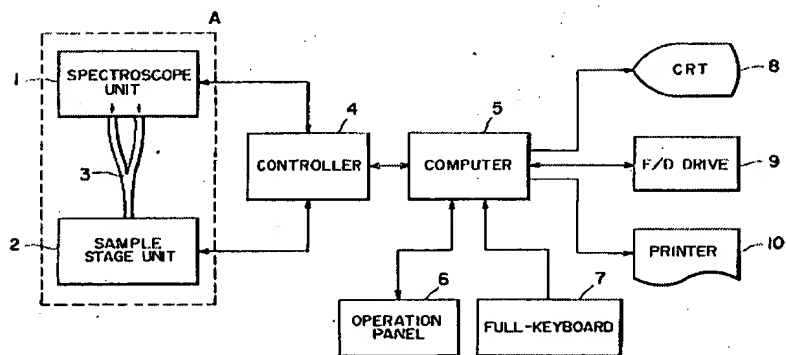 A
1
SPECTROSCOPE
UNIT
3
2
SAMPLE
STAGE UNIT
4
CONTROLLER
5
COMPUTER
6
OPERATION
PANEL
7
FULL-KEYBOARD
8
CRT
9
F/D DRIVE
10
PRINTER